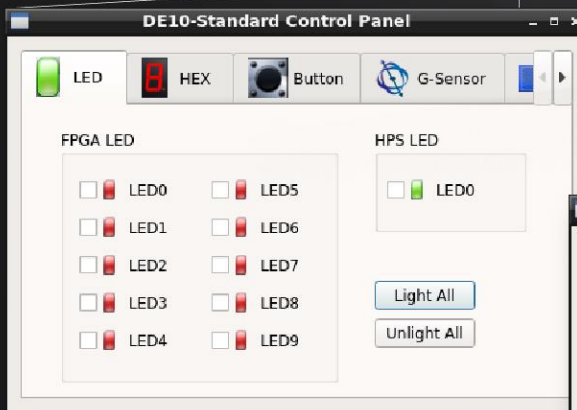 DE10-Standard Control Panel
LED HEX Button G-Sensor
FPGA LED HPS LED
LED0 LED5 LED0
LED1 LED6
LED2 LED7
LED3 LED8 Light All
LED4 LED9 Unlight All